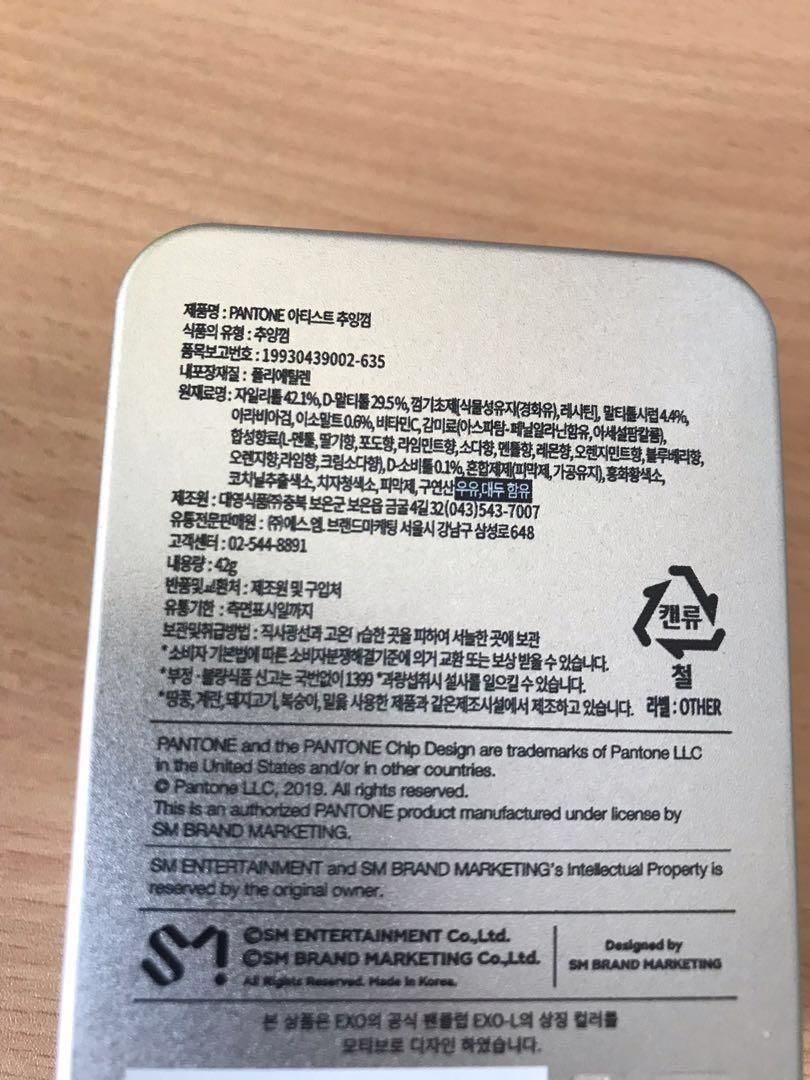 제품명 : PANTONE 아티스트 추잉껌
식품의 유형 : 추잉껌
품목보고번호 : 19930439002-635
내포장재질 : 폴리에틸렌
원재료명 : 자일리톨 42.1%, D-말티톨 29.5%, 껌기초제[식물성유지(경화유),레시틴], 말티톨시럽 4.4%,
아라비아검, 이소말트 0.6%, 비타민C, 감미료(아스파탐-페닐알라닌함유, 아세설팜칼륨),
합성향료(L-멘톨, 딸기향, 포도향, 라임민트향, 소다향, 멘톨향, 레몬향, 오렌지민트향, 블루베리향,
오렌지향, 라임향, 크림소다향), D-소비톨 0.1%, 혼합제제(피막제, 가공유지), 홍화황색소,
코치닐추출색소, 치자청색소, 피막제, 구연산 우유,대두 함유
제조원 : 대영식품(주)충북 보은군 보은읍 금굴4길 32(043)543-7007
유통전문판매원 : (주)에스.엠. 브랜드마케팅 서울시 강남구 삼성로 648
고객센터 : 02-544-8891
내용량 : 42g
반품및교환처 : 제조원 및 구입처
유통기한 : 측면표시일까지
보관및취급방법 : 직사광선과 고온 습한 곳을 피하여 서늘한 곳에 보관
*소비자 기본법에 따른 소비자분쟁해결기준에 의거 교환 또는 보상 받을 수 있습니다.
*부정·불량식품 신고는 국번없이 1399 *과량섭취시 설사를 일으킬 수 있습니다.
*땅콩, 계란, 돼지고기, 복숭아, 밀을 사용한 제품과 같은제조시설에서 제조하고 있습니다.
캔류
철
라벨 : OTHER
PANTONE and the PANTONE Chip Design are trademarks of Pantone LLC
in the United States and/or in other countries.
© Pantone LLC, 2019. All rights reserved.
This is an authorized PANTONE product manufactured under license by
SM BRAND MARKETING.
SM ENTERTAINMENT and SM BRAND MARKETING's Intellectual Property is
reserved by the original owner.
SM!
©SM ENTERTAINMENT Co.,Ltd.
©SM BRAND MARKETING Co.,Ltd.
All Rights Reserved. Made in Korea.
Designed by
SM BRAND MARKETING
본 상품은 EXO의 공식 팬클럽 EXO-L의 상징 컬러를
모티브로 디자인 하였습니다.